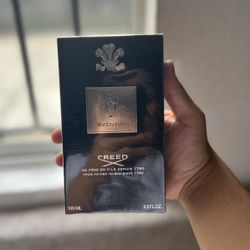 AVENTUS
CREED
DE PÈRE EN FILS DEPUIS 1760
FROM FATHER TO SON SINCE 1760
100 ML 3.3 FL.OZ.